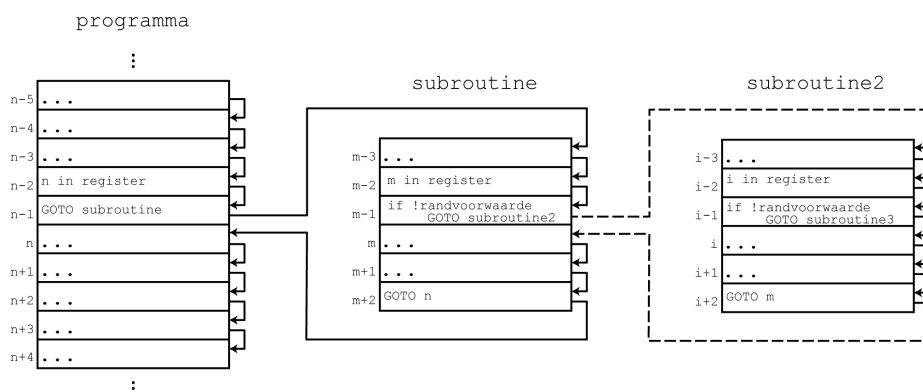 programma
⋮
n-5 ...
n-4 ...
n-3 ...
n-2 n in register
n-1 GOTO subroutine
n ...
n+1 ...
n+2 ...
n+3 ...
n+4 ...
⋮
subroutine
m-3 ...
m-2 m in register
m-1 if !randvoorwaarde
GOTO subroutine2
m ...
m+1 ...
m+2 GOTO n
subroutine2
i-3 ...
i-2 i in register
i-1 if !randvoorwaarde
GOTO subroutine3
i ...
i+1 ...
i+2 GOTO m